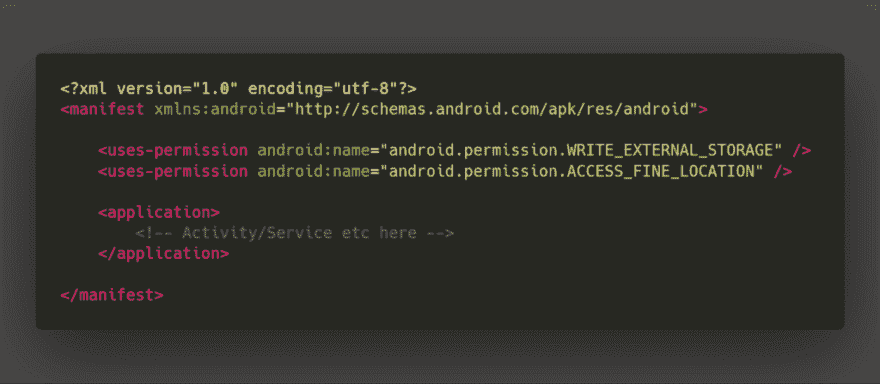 <?xml version="1.0" encoding="utf-8"?>
<manifest xmlns:android="http://schemas.android.com/apk/res/android">
<uses-permission android:name="android.permission.WRITE_EXTERNAL_STORAGE" />
<uses-permission android:name="android.permission.ACCESS_FINE_LOCATION" />
<application>
<!-- Activity/Service etc here -->
</application>
</manifest>